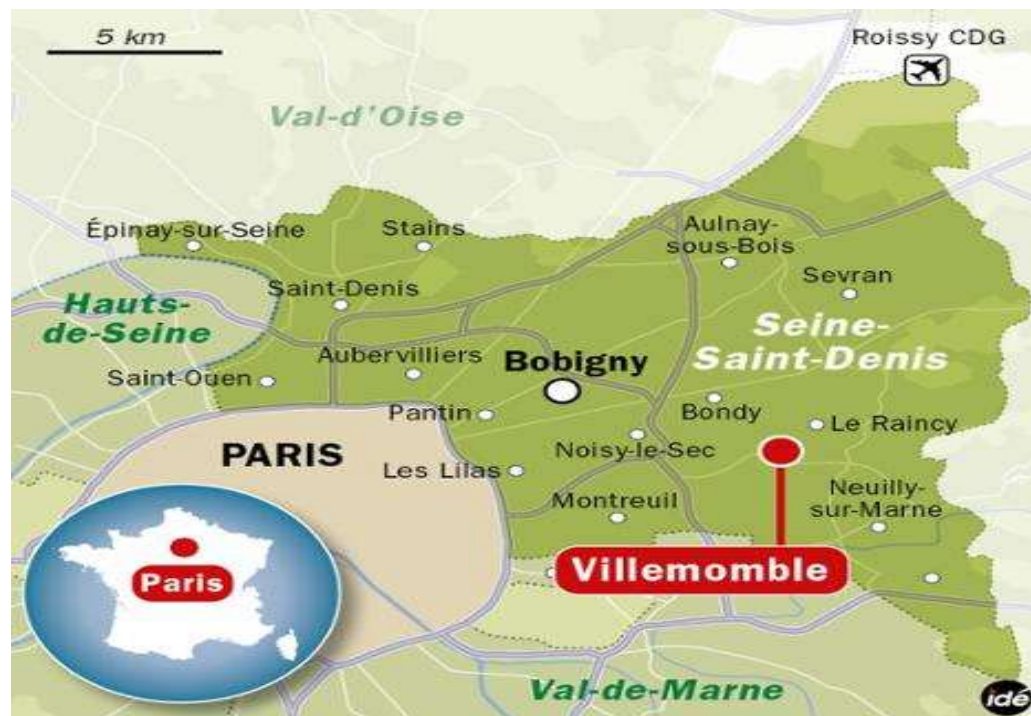 5 km
Roissy CDG
Val-d'Oise
Épinay-sur-Seine
Stains
Aulnay-
sous-Bois
Sevran
Saint-Denis
Hauts-
de-Seine
Seine-
Saint-Denis
Aubervilliers
Bobigny
Saint-Ouen
Pantin
Bondy
Le Raincy
PARIS
Noisy-le-Sec
Les Lilas
Montreuil
Neuilly-
sur-Marne
Villemomble
Paris
Val-de-Marne
idé